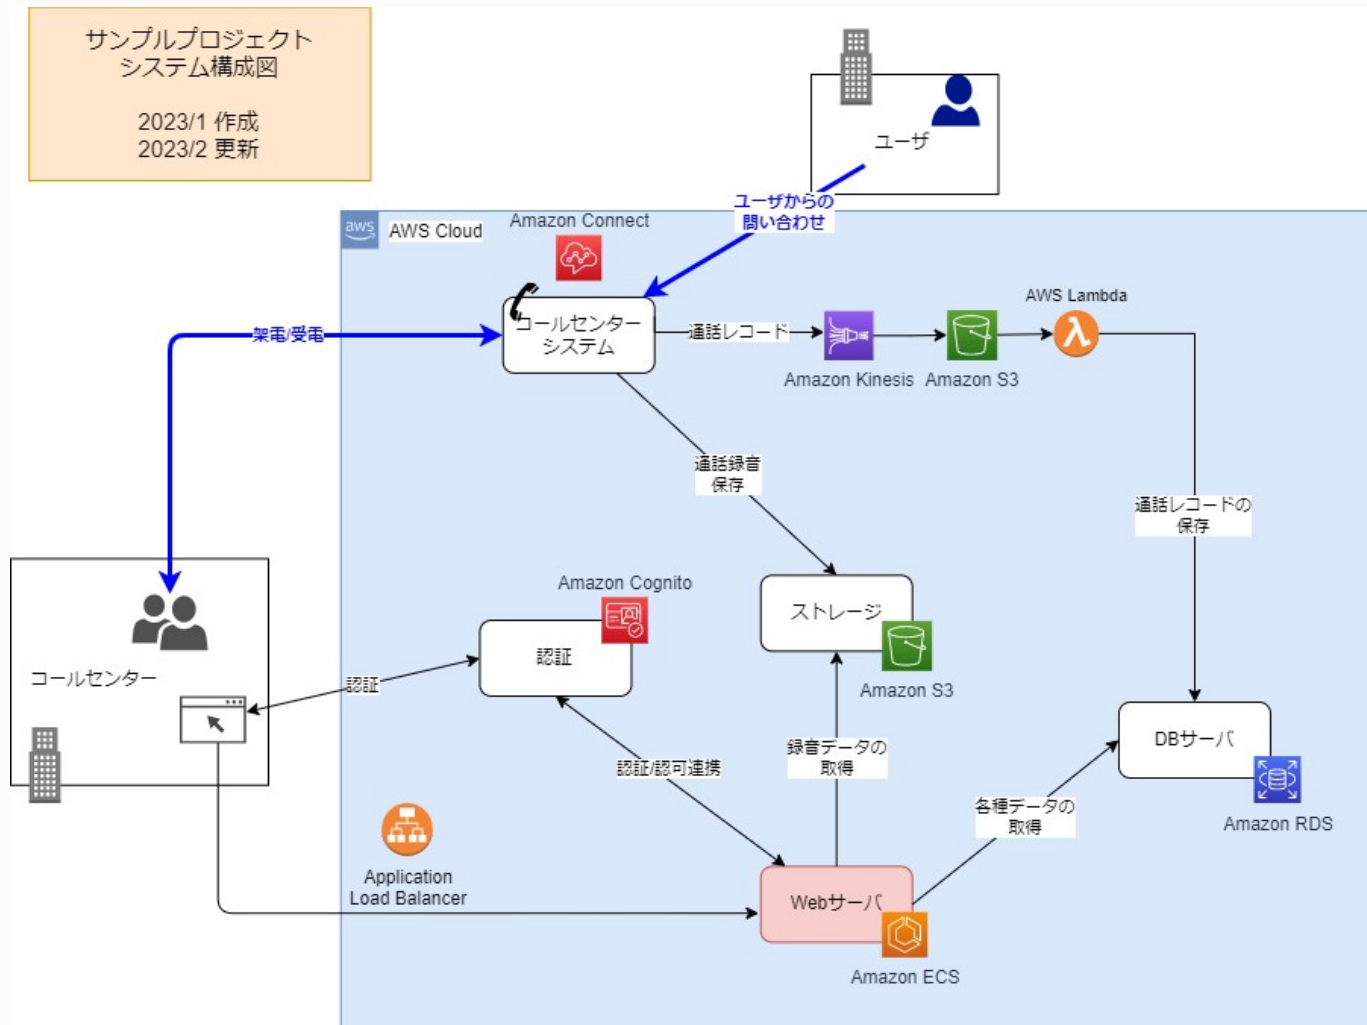 サンプルプロジェクト
システム構成図
2023/1 作成
2023/2 更新
ユーザ
ユーザからの
問い合わせ
aws
AWS Cloud
Amazon Connect
コールセンター
システム
架電/受電
通話レコード
Amazon Kinesis
Amazon S3
AWS Lambda
通話録音
保存
通話レコードの
保存
コールセンター
認証
Amazon Cognito
認証
ストレージ
Amazon S3
認証/認可連携
録音データの
取得
各種データの
取得
DBサーバ
Amazon RDS
Application
Load Balancer
Webサーバ
Amazon ECS